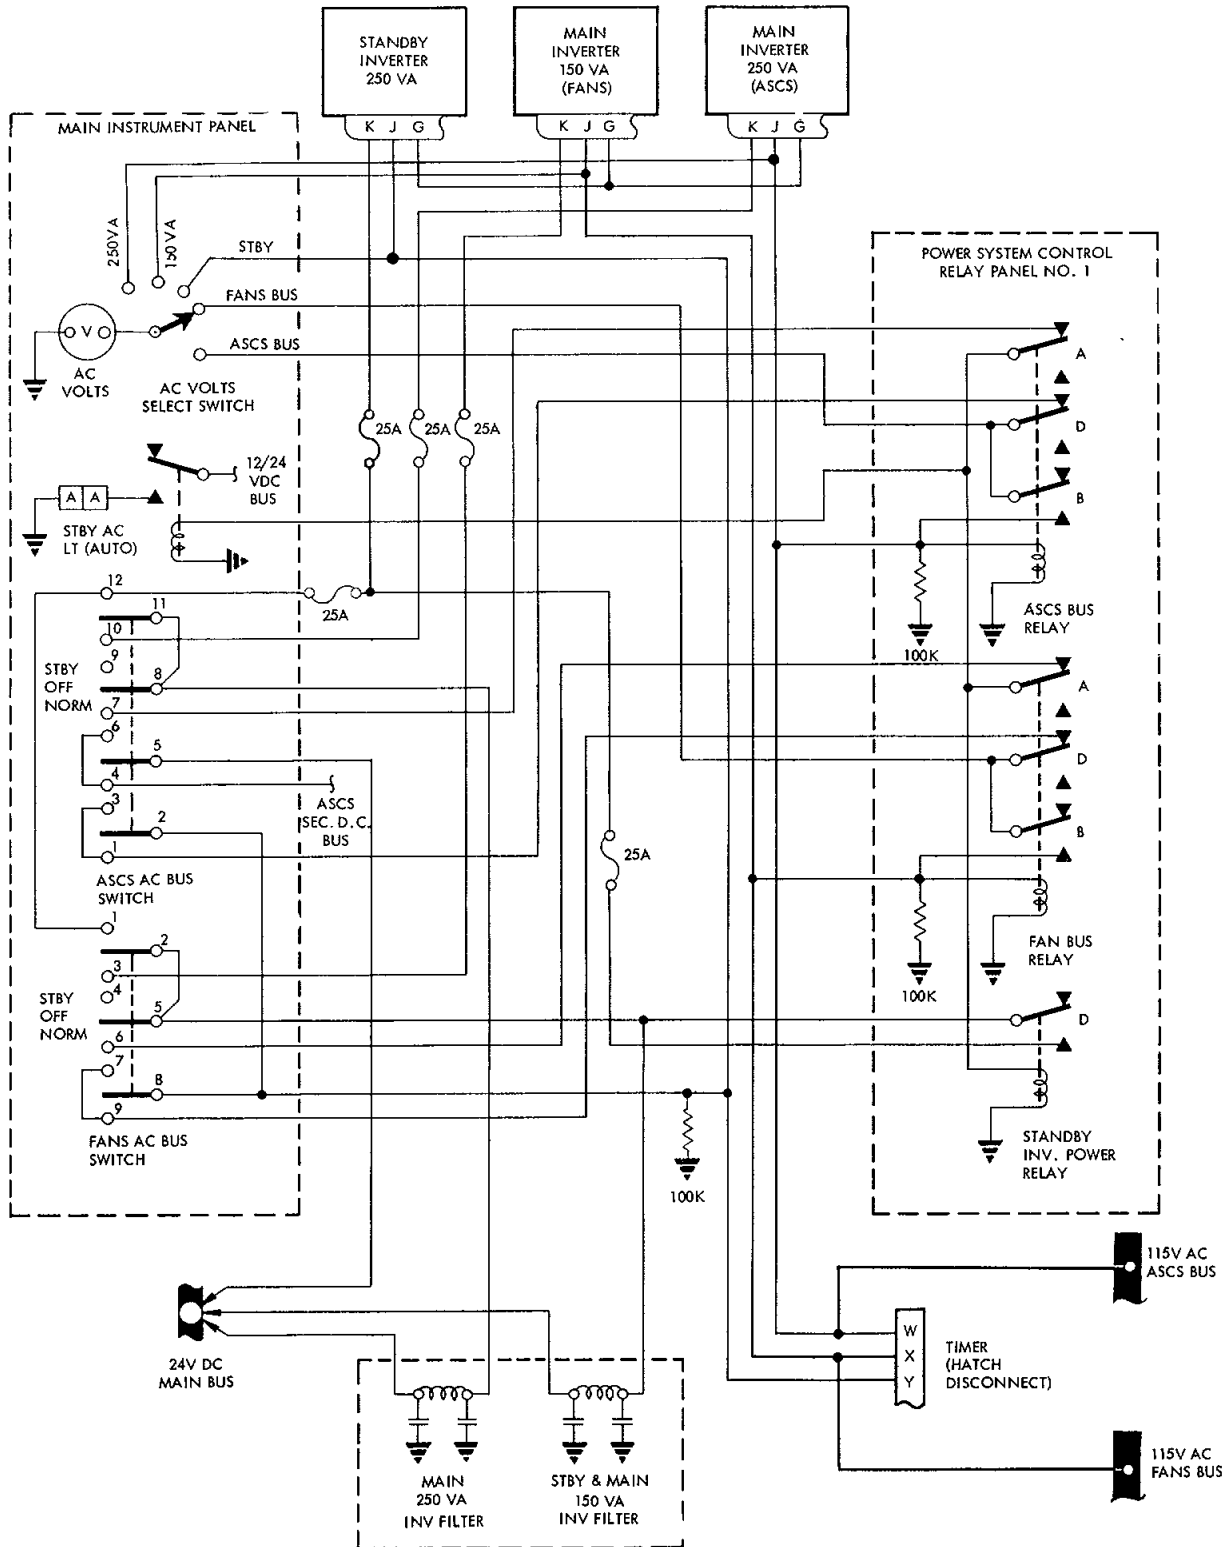 STANDBY
INVERTER
250 VA
MAIN
INVERTER
150 VA
(FANS)
MAIN
INVERTER
250 VA
(ASCS)
K J G
K J G
K J G
MAIN INSTRUMENT PANEL
250VA
150 VA
STBY
FANS BUS
ASCS BUS
V
AC
VOLTS
AC VOLTS
SELECT SWITCH
25A
25A
25A
12/24
VDC
BUS
A A
STBY AC
LT (AUTO)
12
11
10
9
8
7
6
5
4
3
2
1
STBY
OFF
NORM
25A
ASCS
SEC. D.C.
BUS
ASCS AC BUS
SWITCH
1
2
3
4
5
6
7
B
9
STBY
OFF
NORM
FANS AC BUS
SWITCH
25A
100K
POWER SYSTEM CONTROL
RELAY PANEL NO. 1
A
D
B
ASCS BUS
RELAY
100K
A
D
B
FAN BUS
RELAY
100K
D
STANDBY
INV. POWER
RELAY
24V DC
MAIN BUS
MAIN
250 VA
INV FILTER
STBY & MAIN
150 VA
INV FILTER
W
X
Y
TIMER
(HATCH
DISCONNECT)
115V AC
ASCS BUS
115V AC
FANS BUS